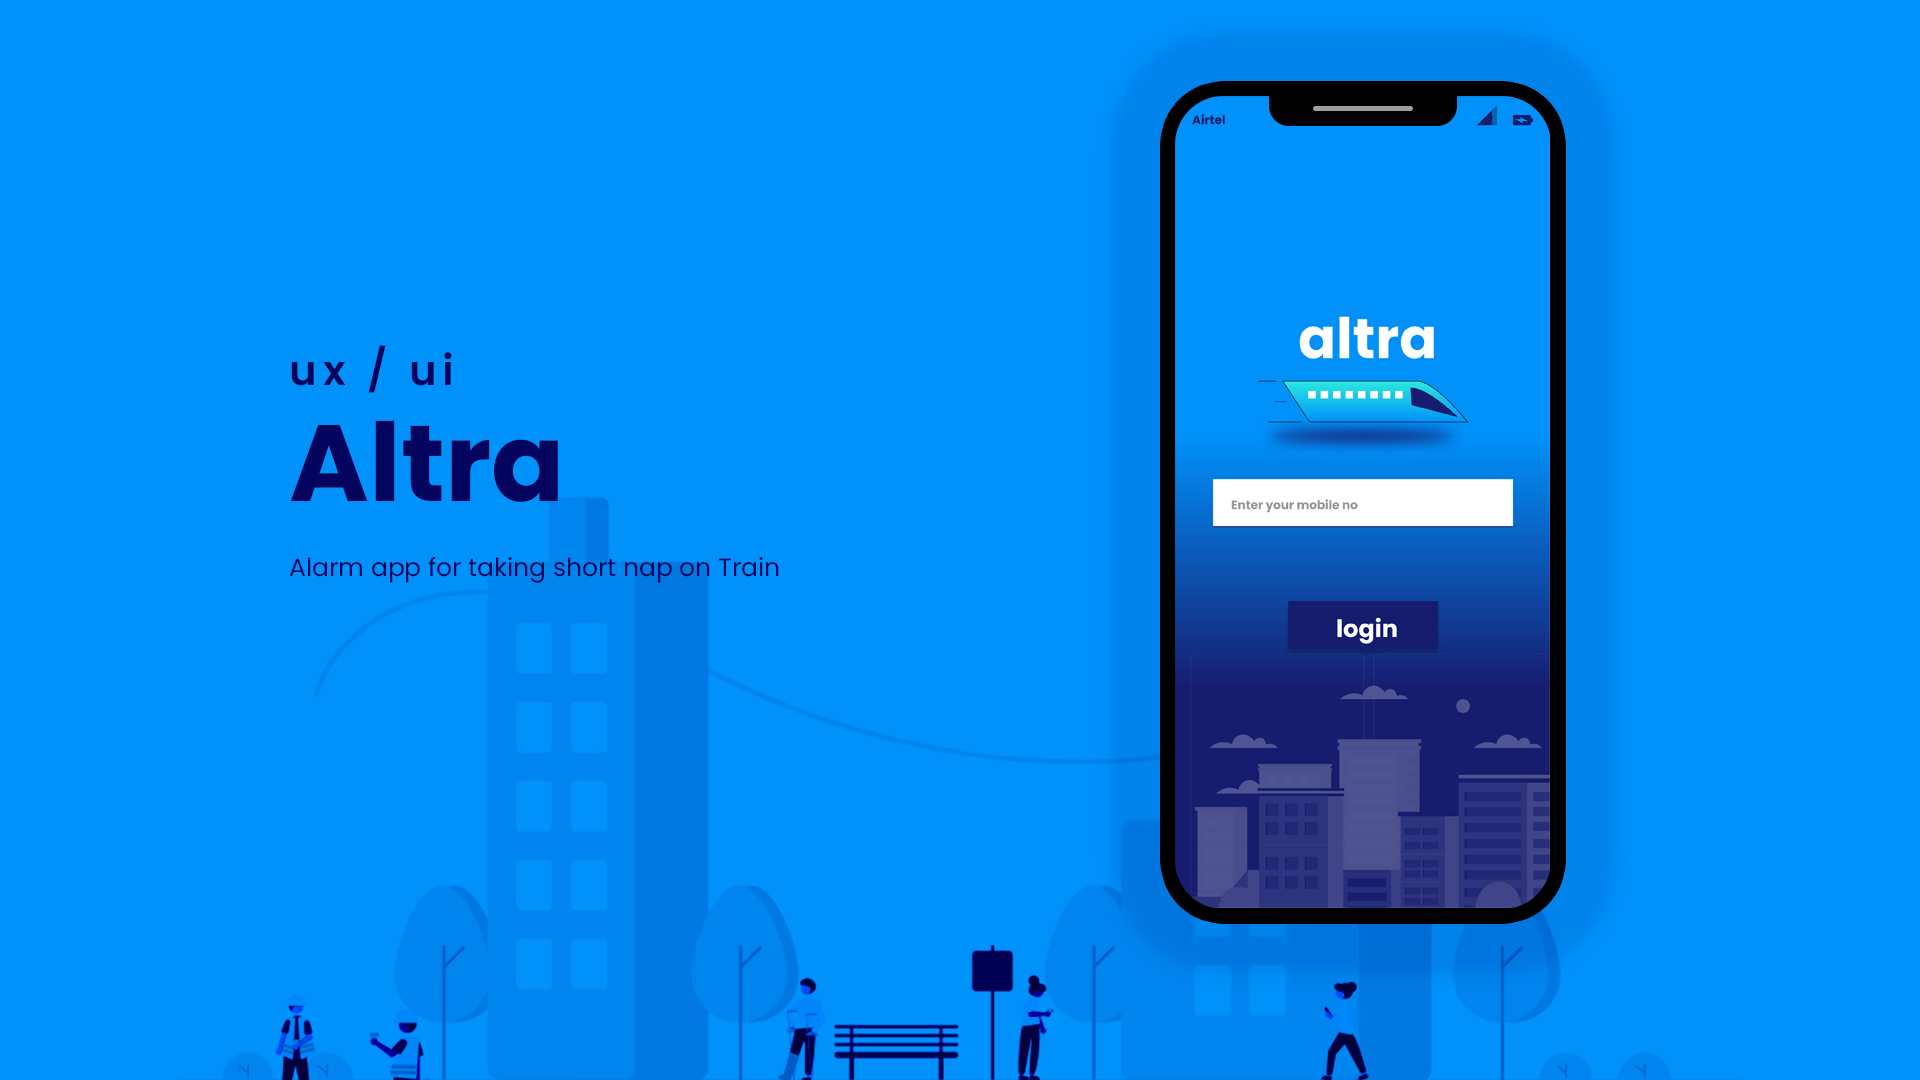 ux / ui
Altra
Alarm app for taking short nap on Train
Airtel
altra
Enter your mobile no
login